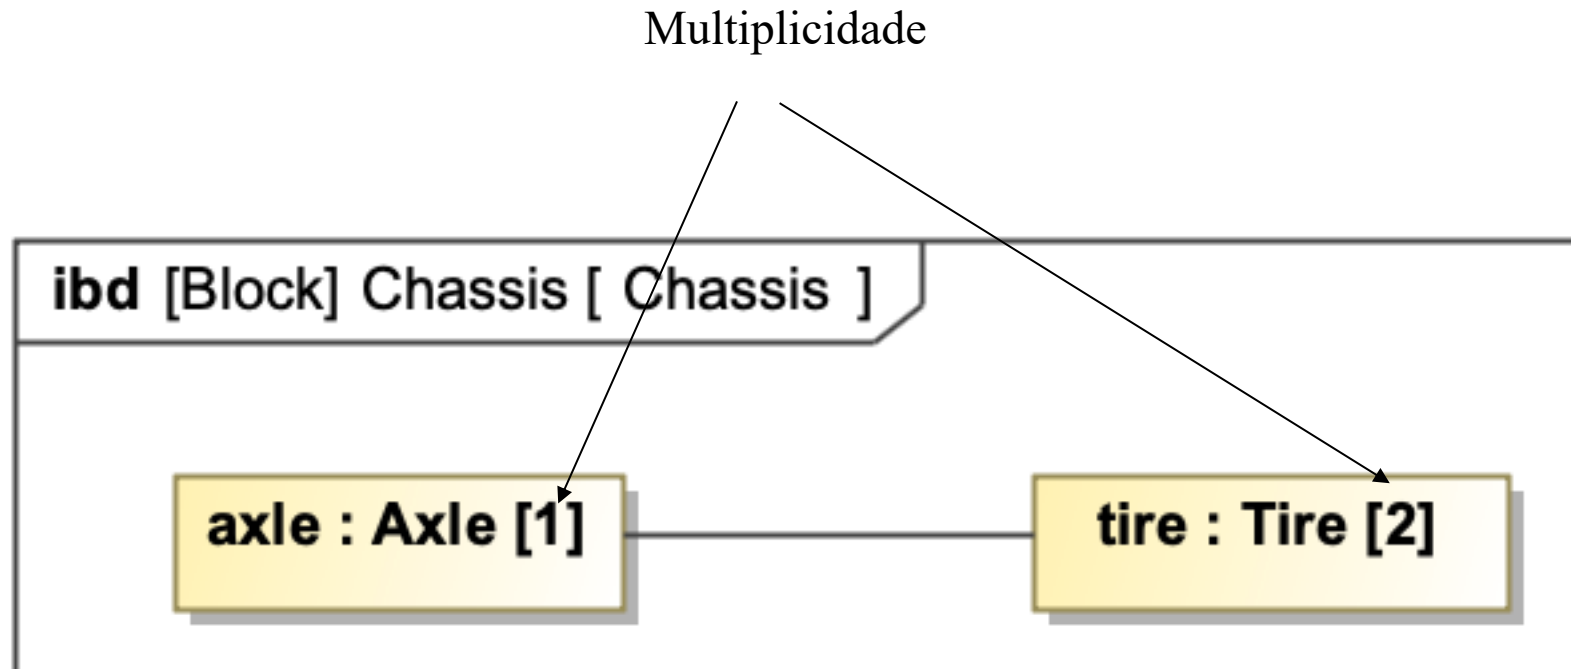 Multiplicidade
ibd [Block] Chassis [ Chassis ]
axle : Axle [1]
tire : Tire [2]